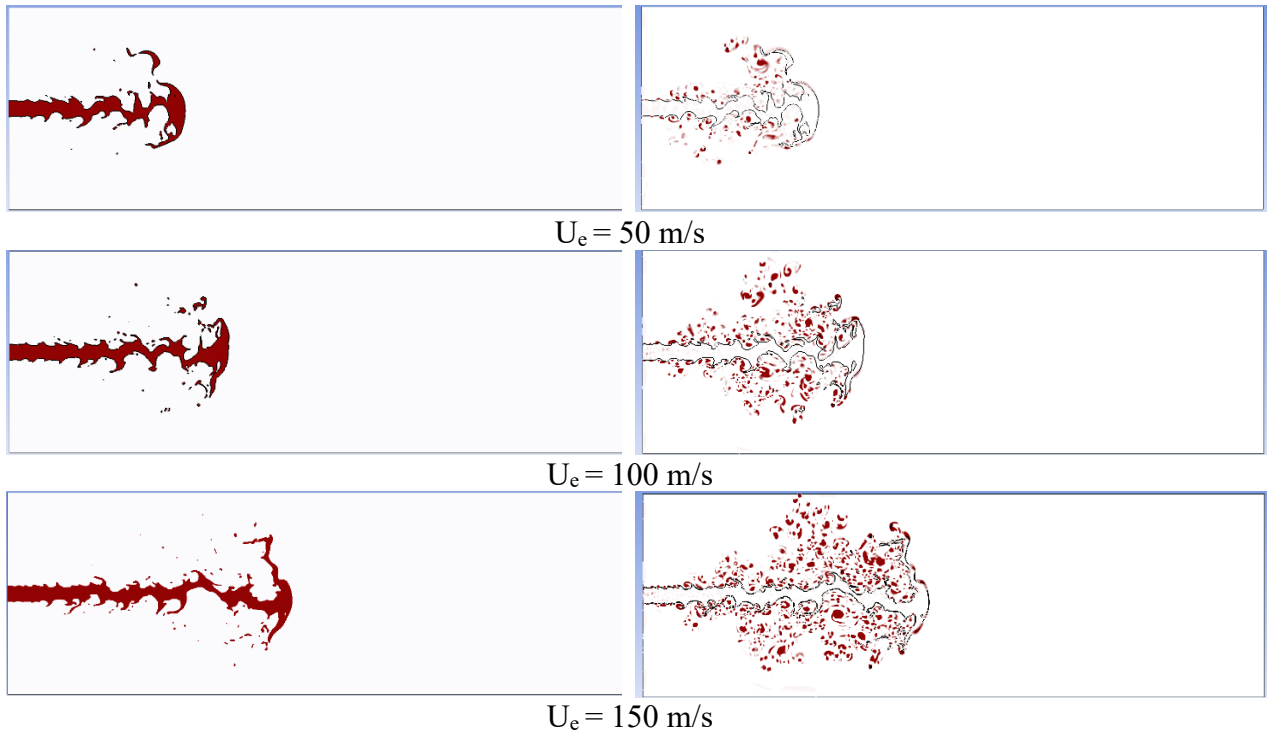 Uₑ = 50 m/s
Uₑ = 100 m/s
Uₑ = 150 m/s